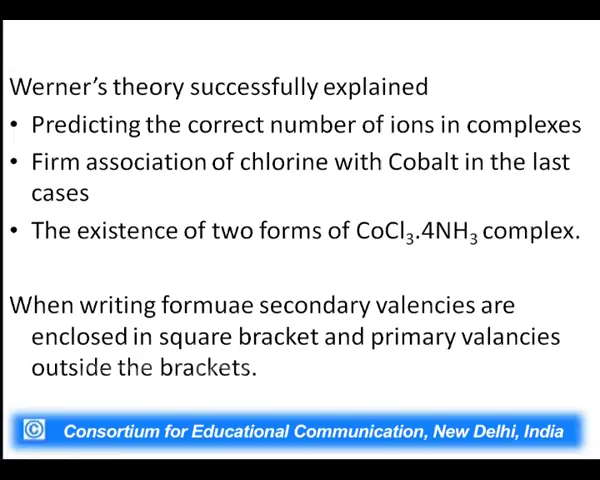 Werner's theory successfully explained
• Predicting the correct number of ions in complexes
• Firm association of chlorine with Cobalt in the last
cases
• The existence of two forms of CoCl₃.4NH₃ complex.
When writing formuae secondary valencies are
enclosed in square bracket and primary valancies
outside the brackets.
© Consortium for Educational Communication, New Delhi, India